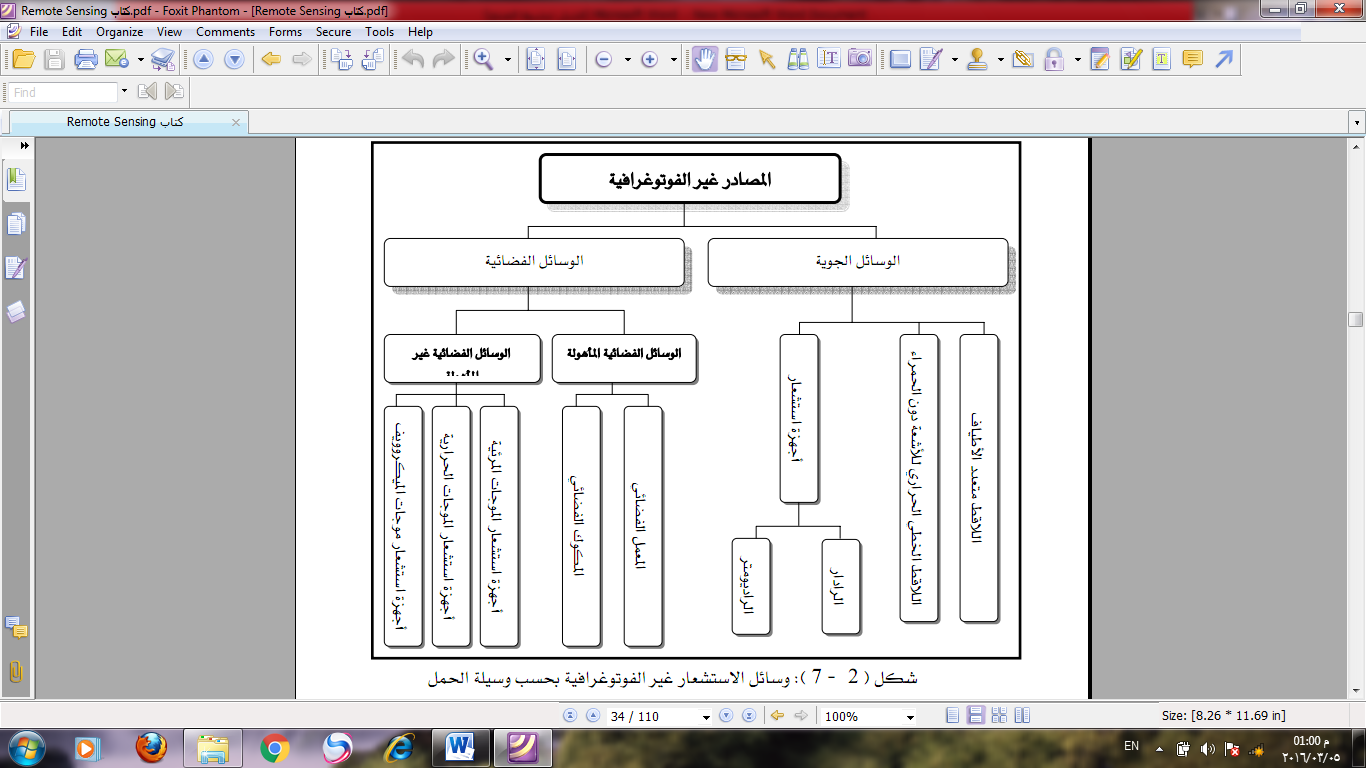 Remote Sensing كتاب.pdf - Foxit Phantom - [Remote Sensing كتاب.pdf]
File Edit Organize View Comments Forms Secure Tools Help
Find
Remote Sensing كتاب
المصادر غير الفوتوغرافية
الوسائل الجوية
الوسائل الفضائية
اللاقط متعدد الأطياف
اللاقط الخطي الحراري للأشعة دون الحمراء
أجهزة استشعار
الرادار
الراديومتر
الوسائل الفضائية المأهولة
الوسائل الفضائية غير
المعمل الفضائي
المكوك الفضائي
أجهزة استشعار الموجات المرئية
أجهزة استشعار الموجات الحرارية
أجهزة استشعار موجات الميكروويف
شكل ( 2 - 7 ): وسائل الاستشعار غير الفوتوغرافية بحسب وسيلة الحمل
34 / 110
100%
Size: [8.26 * 11.69 in]
EN
01:00 م
٢٠١٦/٠٢/٠٥